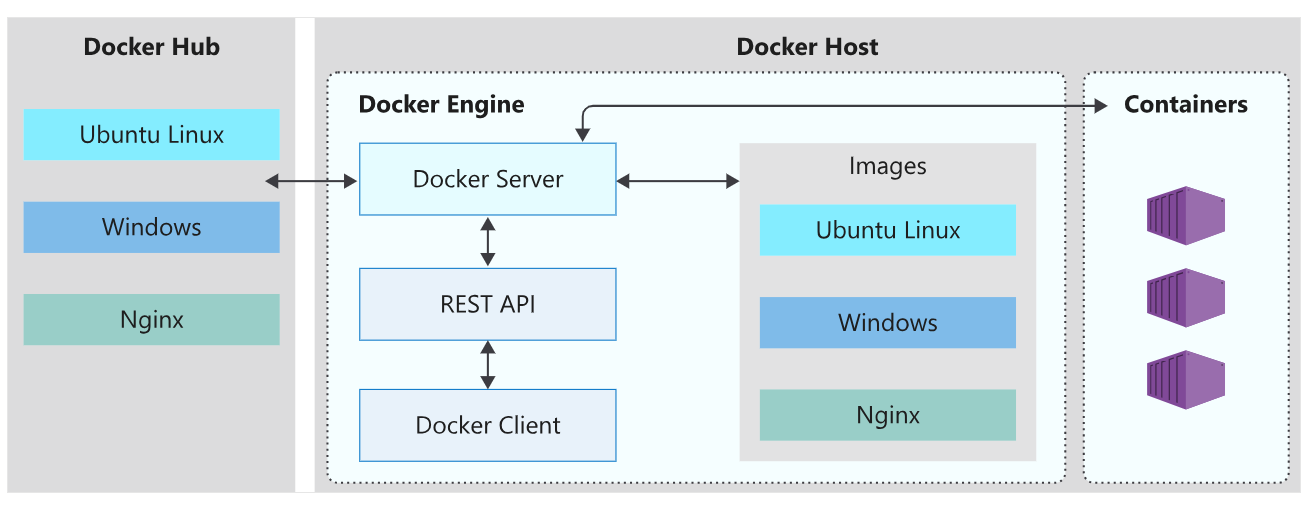 Docker Hub
Ubuntu Linux
Windows
Nginx
Docker Host
Docker Engine
Docker Server
REST API
Docker Client
Images
Ubuntu Linux
Windows
Nginx
Containers